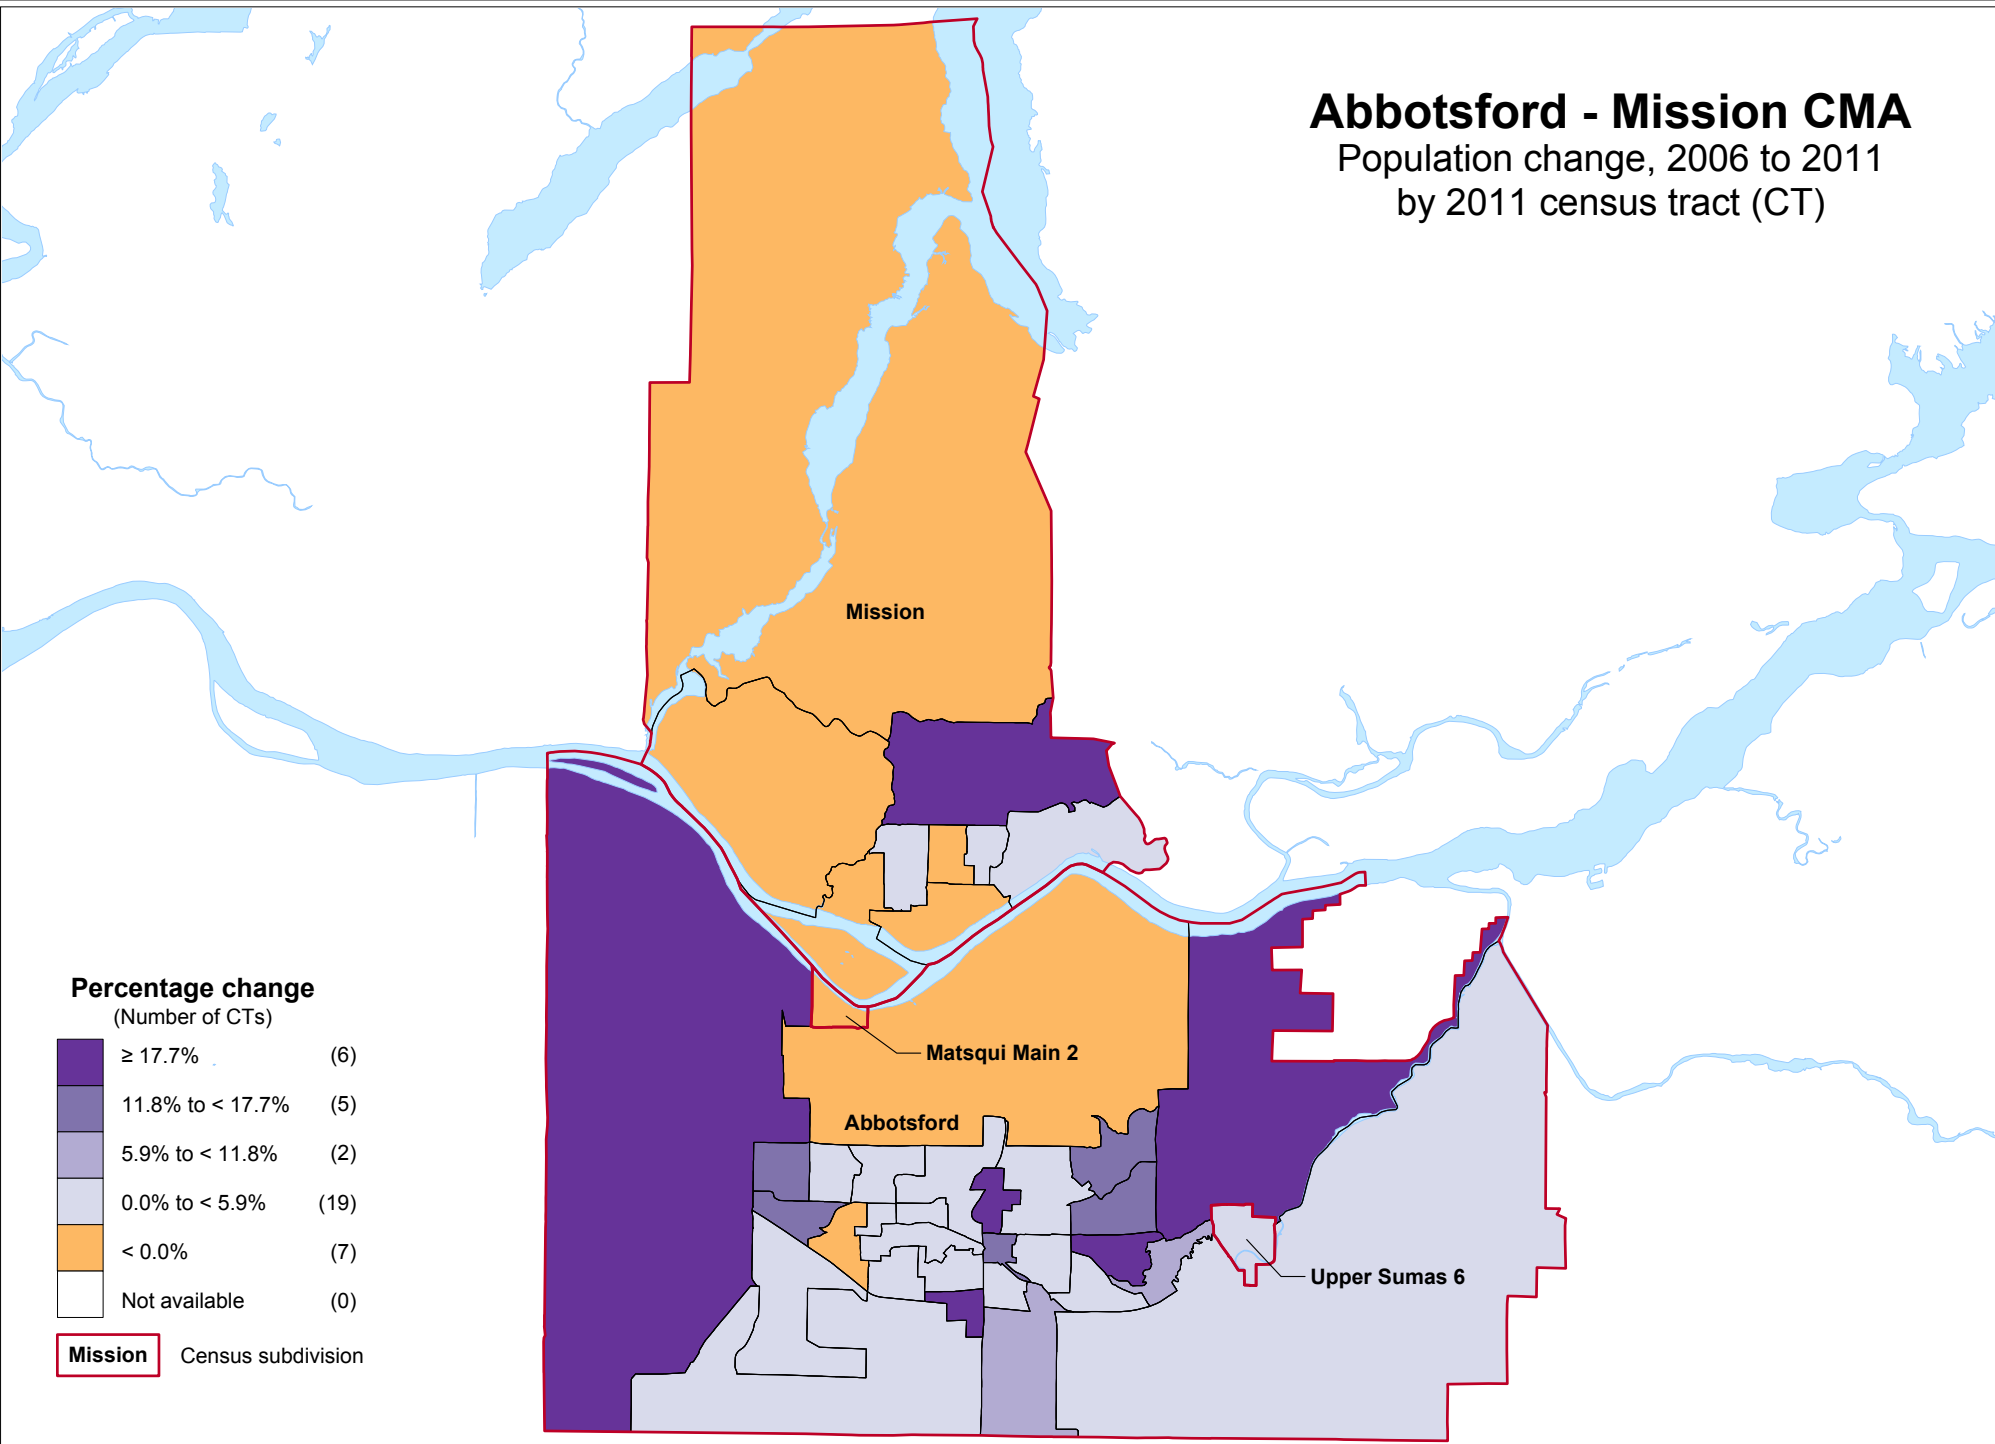 Abbotsford - Mission CMA
Population change, 2006 to 2011
by 2011 census tract (CT)
Mission
Matsqui Main 2
Abbotsford
Upper Sumas 6
Percentage change
(Number of CTs)
≥ 17.7% (6)
11.8% to < 17.7% (5)
5.9% to < 11.8% (2)
0.0% to < 5.9% (19)
< 0.0% (7)
Not available (0)
Mission Census subdivision